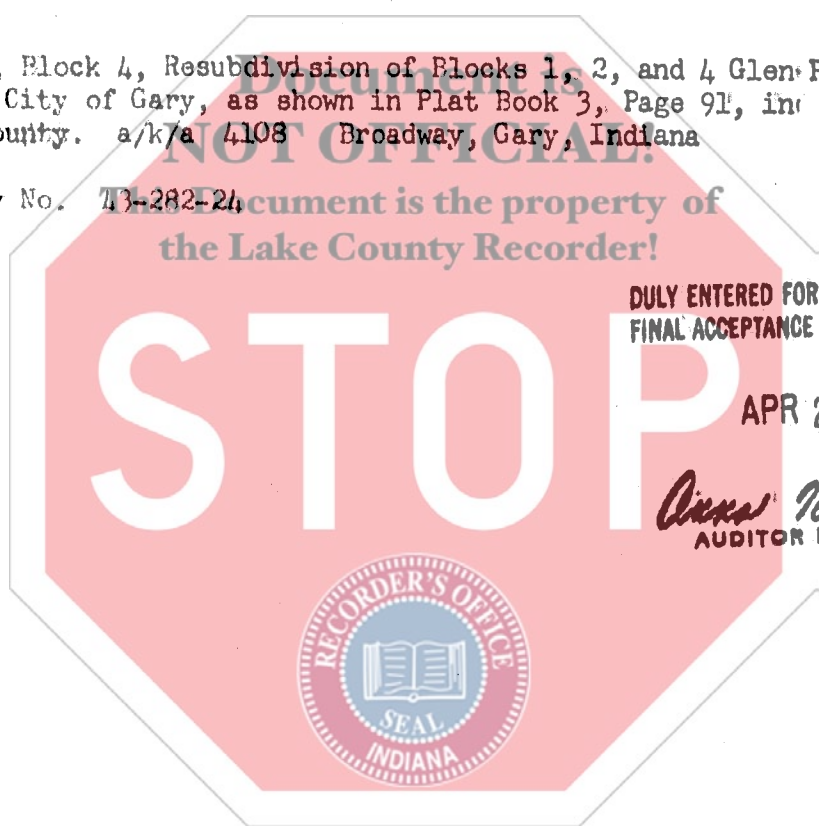 Block 4, Resubdivision of Blocks 1, 2, and 4 Glen
City of Gary, as shown in Plat Book 3, Page 91, in
a/k/a 4108 Broadway, Gary, Indiana
No. 43-282-24
Document is
NOT OFFICIAL!
This Document is the property of
the Lake County Recorder!
DULY ENTERED FOR
FINAL ACCEPTANCE
APR
AUDITOR
STOP
RECORDER'S OFFICE
SEAL
INDIANA